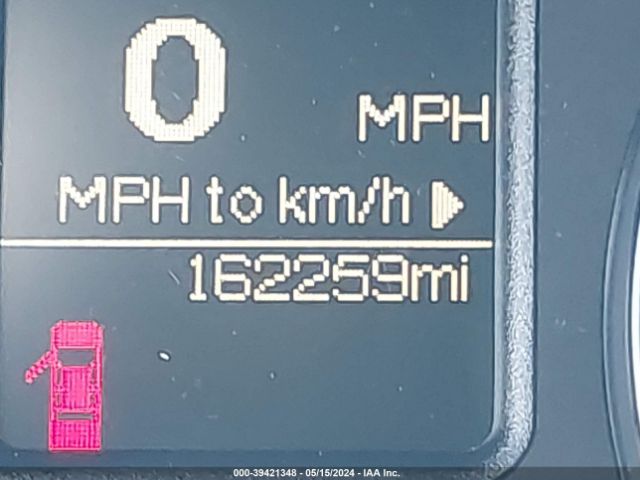 0
MPH
MPH to km/h
162259mi
000-39421348 - 05/15/2024 - IAA Inc.